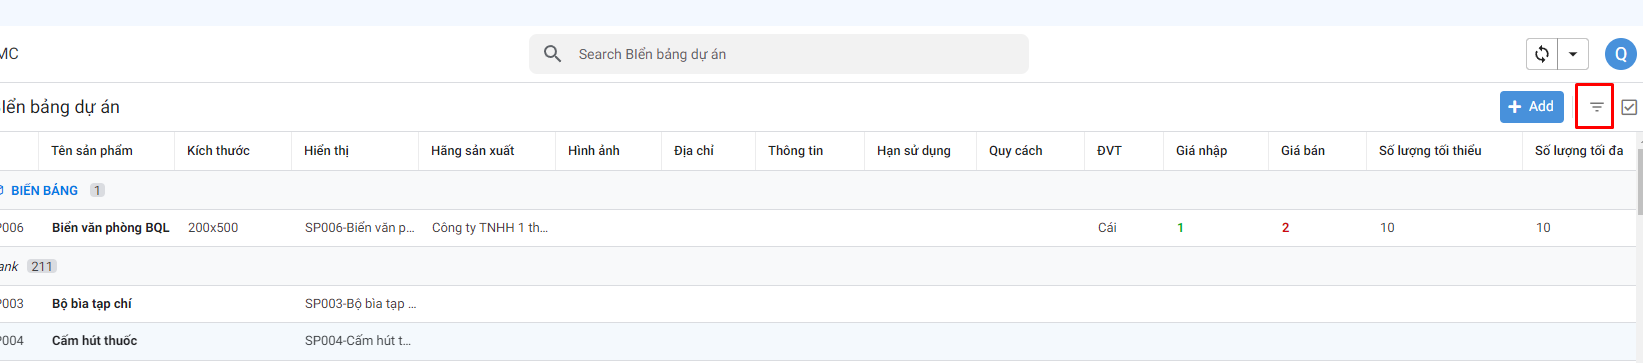 MC
Search BIển bảng dự án
Q
Iển bảng dự án
Add
Tên sản phẩm Kích thước Hiển thị Hãng sản xuất Hình ảnh Địa chỉ Thông tin Hạn sử dụng Quy cách ĐVT Giá nhập Giá bán Số lượng tối thiểu Số lượng tối đa
BIỂN BẢNG 1
P006 Biển văn phòng BQL 200x500 SP006-Biển văn p... Công ty TNHH 1 th... Cái 1 2 10 10
ank 211
P003 Bộ bìa tạp chí SP003-Bộ bìa tạp ...
P004 Cấm hút thuốc SP004-Cấm hút t...